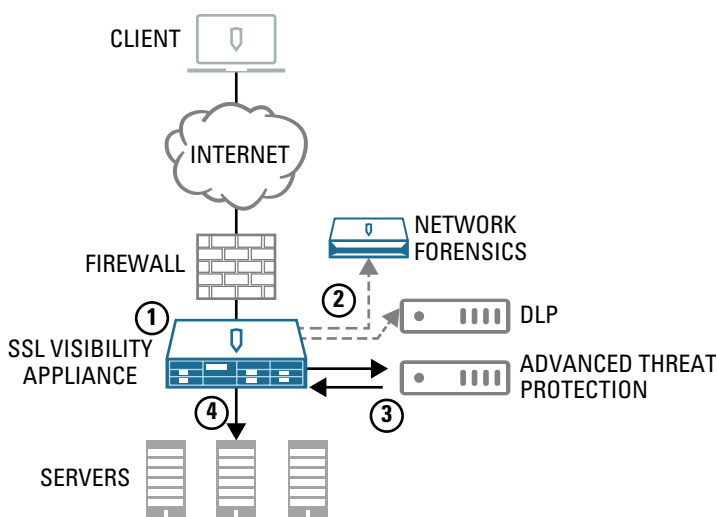 CLIENT
INTERNET
NETWORK
FORENSICS
FIREWALL
2
1
DLP
SSL VISIBILITY
APPLIANCE
ADVANCED THREAT
PROTECTION
4
3
SERVERS